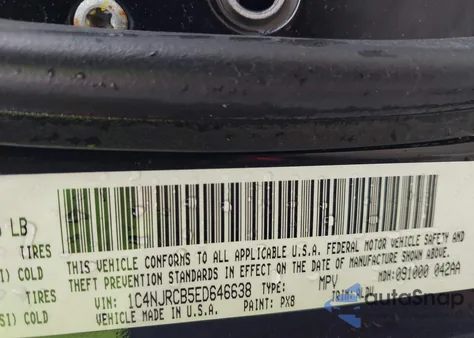 LB
TIRES
COLD
TIRES
SI) COLD
THIS VEHICLE CONFORMS TO ALL APPLICABLE U.S.A. FEDERAL MOTOR VEHICLE SAFETY AND
THEFT PREVENTION STANDARDS IN EFFECT ON THE DATE OF MANUFACTURE SHOWN ABOVE.
VIN: 1C4NJRCB5ED646638 TYPE: MPV MDH: 091000 042AA
VEHICLE MADE IN U.S.A. PAINT: PX8 TRIM:
autoSnap